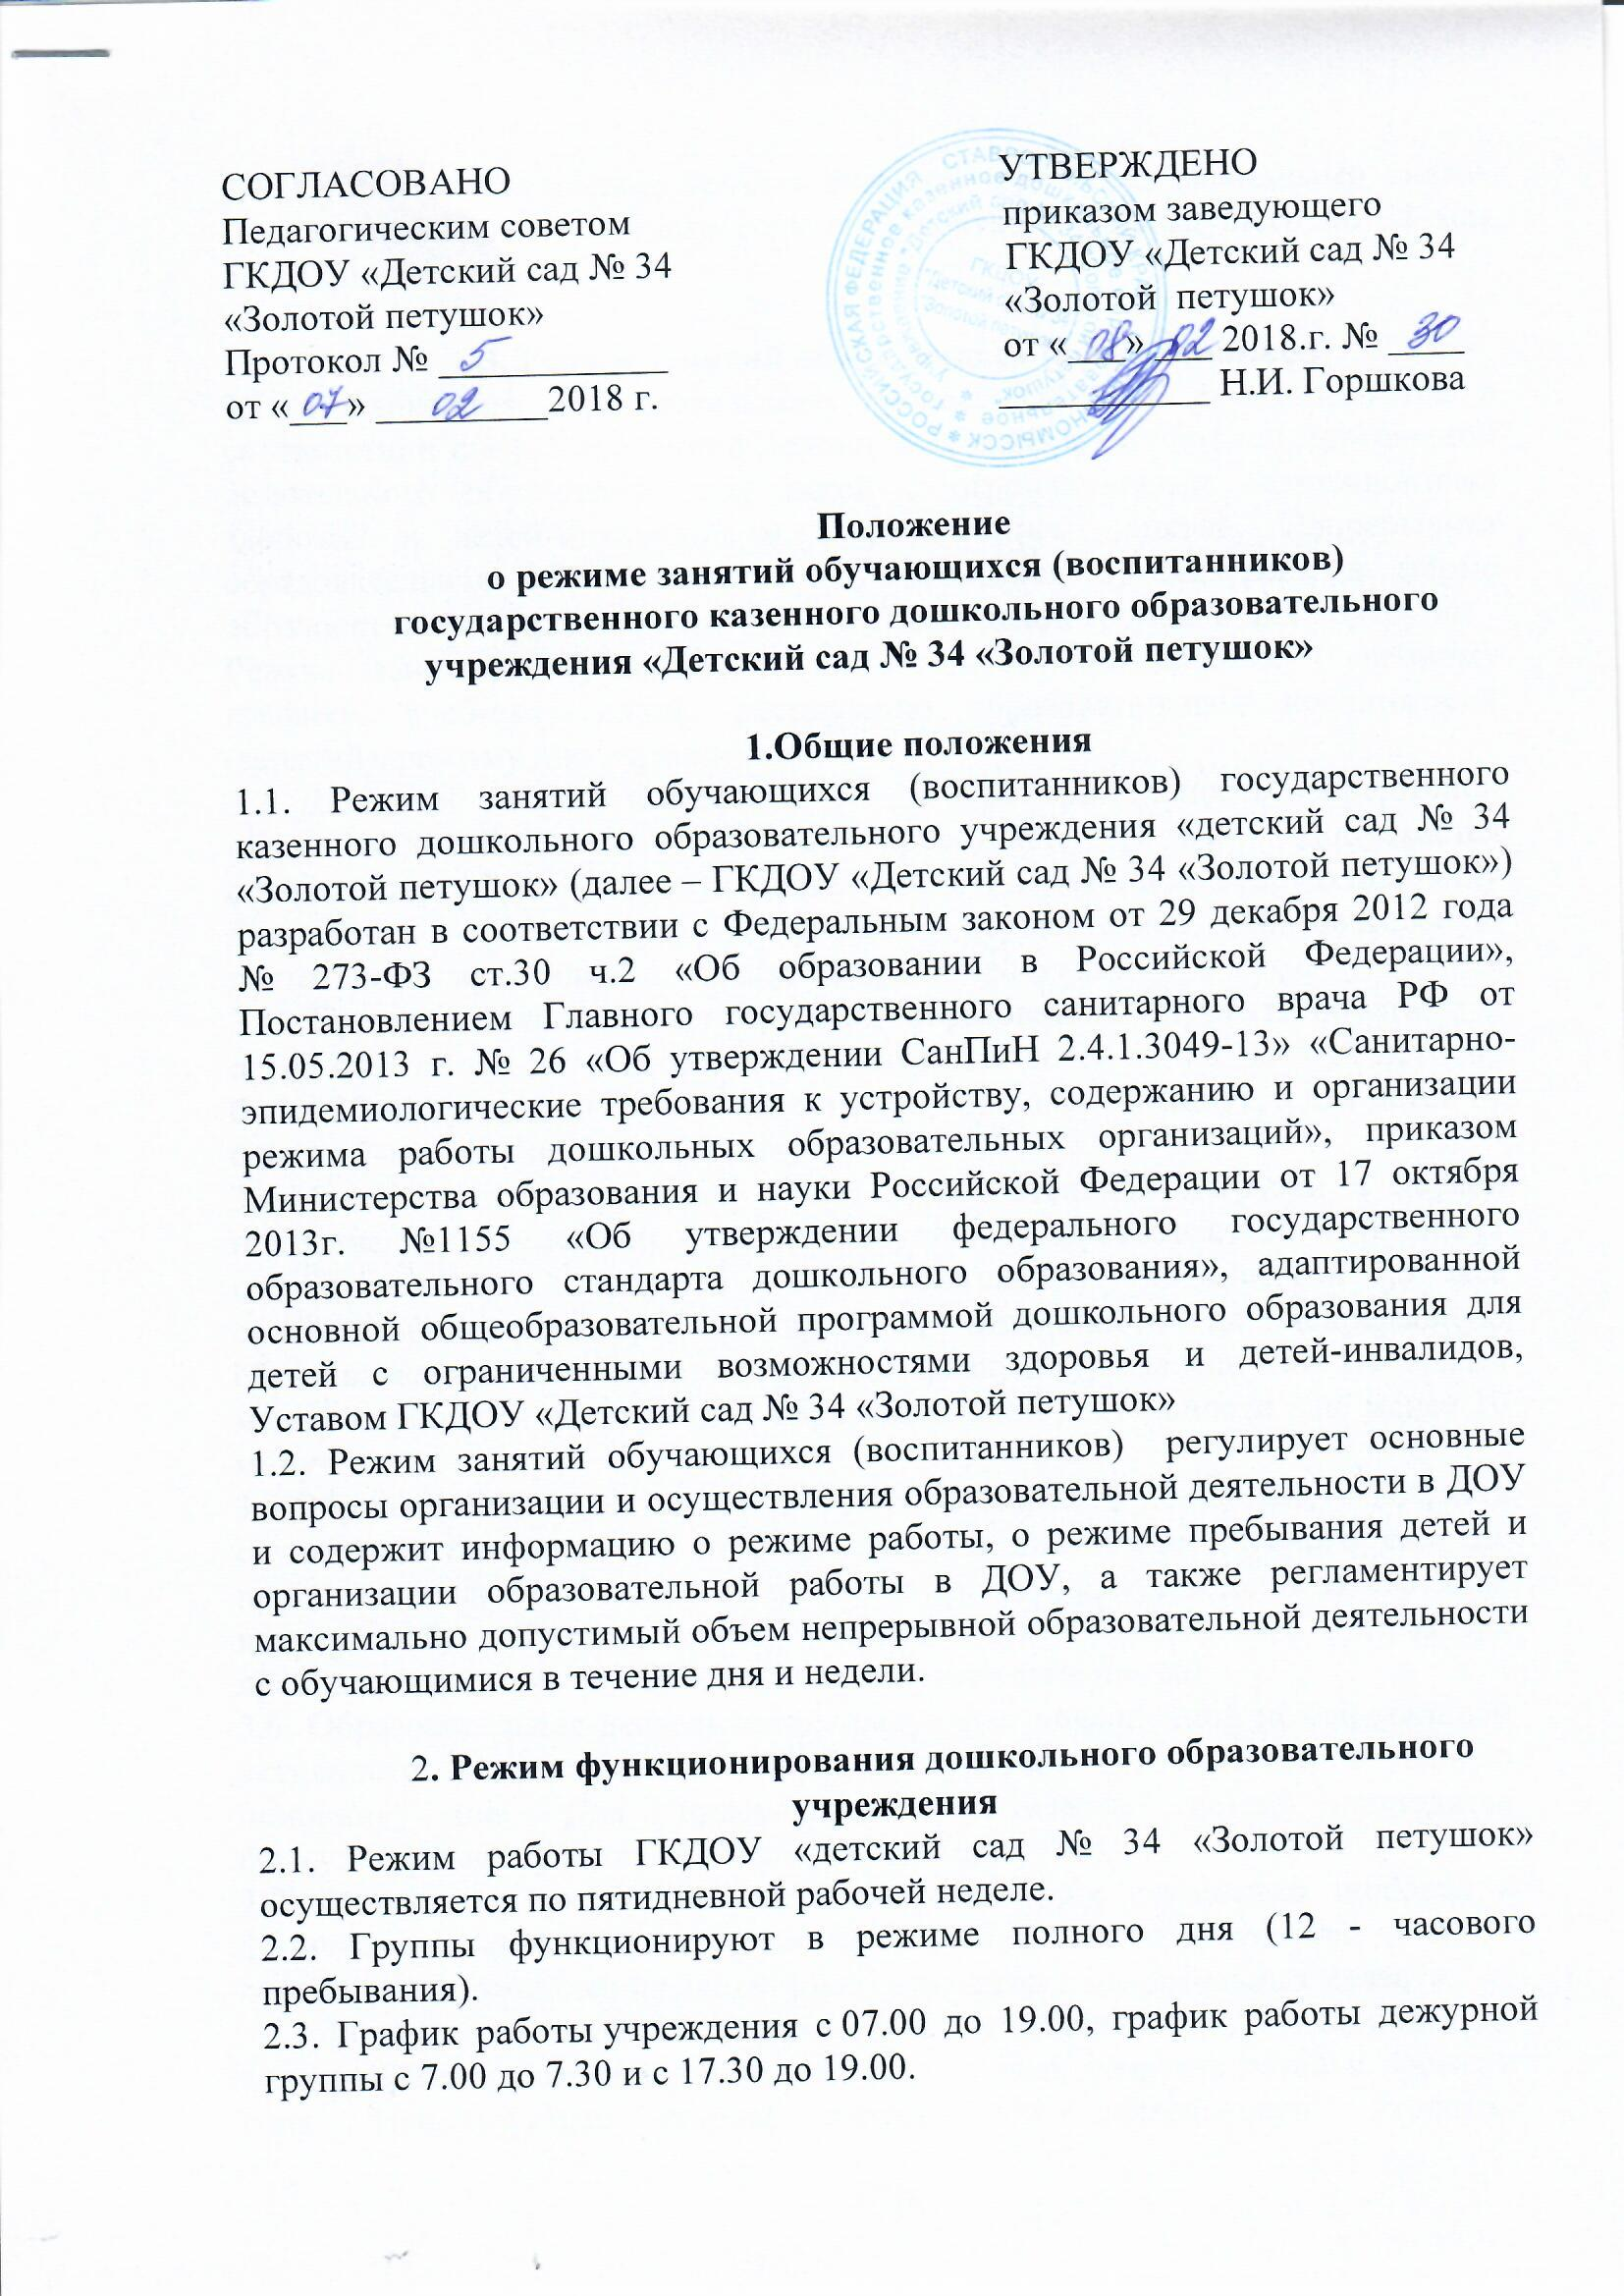 СОГЛАСОВАНО
Педагогическим советом
ГКДОУ «Детский сад № 34
«Золотой петушок»
Протокол № 5
от «07» 02 2018 г.
УТВЕРЖДЕНО
приказом заведующего
ГКДОУ «Детский сад № 34
«Золотой петушок»
от «08» 02 2018.г. № 30
Н.И. Горшкова
Положение
о режиме занятий обучающихся (воспитанников)
государственного казенного дошкольного образовательного
учреждения «Детский сад № 34 «Золотой петушок»
1.Общие положения
1.1. Режим занятий обучающихся (воспитанников) государственного
казенного дошкольного образовательного учреждения «детский сад № 34
«Золотой петушок» (далее – ГКДОУ «Детский сад № 34 «Золотой петушок»)
разработан в соответствии с Федеральным законом от 29 декабря 2012 года
№ 273-ФЗ ст.30 ч.2 «Об образовании в Российской Федерации»,
Постановлением Главного государственного санитарного врача РФ от
15.05.2013 г. № 26 «Об утверждении СанПиН 2.4.1.3049-13» «Санитарно-
эпидемиологические требования к устройству, содержанию и организации
режима работы дошкольных образовательных организаций», приказом
Министерства образования и науки Российской Федерации от 17 октября
2013г. №1155 «Об утверждении федерального государственного
образовательного стандарта дошкольного образования», адаптированной
основной общеобразовательной программой дошкольного образования для
детей с ограниченными возможностями здоровья и детей-инвалидов,
Уставом ГКДОУ «Детский сад № 34 «Золотой петушок»
1.2. Режим занятий обучающихся (воспитанников) регулирует основные
вопросы организации и осуществления образовательной деятельности в ДОУ
и содержит информацию о режиме работы, о режиме пребывания детей и
организации образовательной работы в ДОУ, а также регламентирует
максимально допустимый объем непрерывной образовательной деятельности
с обучающимися в течение дня и недели.
2. Режим функционирования дошкольного образовательного
учреждения
2.1. Режим работы ГКДОУ «детский сад № 34 «Золотой петушок»
осуществляется по пятидневной рабочей неделе.
2.2. Группы функционируют в режиме полного дня (12 - часового
пребывания).
2.3. График работы учреждения с 07.00 до 19.00, график работы дежурной
группы с 7.00 до 7.30 и с 17.30 до 19.00.